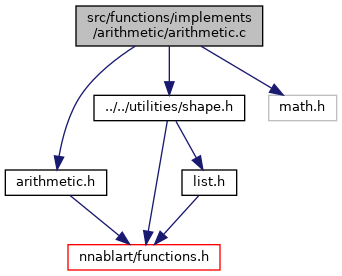 src/functions/implements
/arithmetic/arithmetic.c
../../utilities/shape.h
math.h
arithmetic.h
list.h
nnablart/functions.h